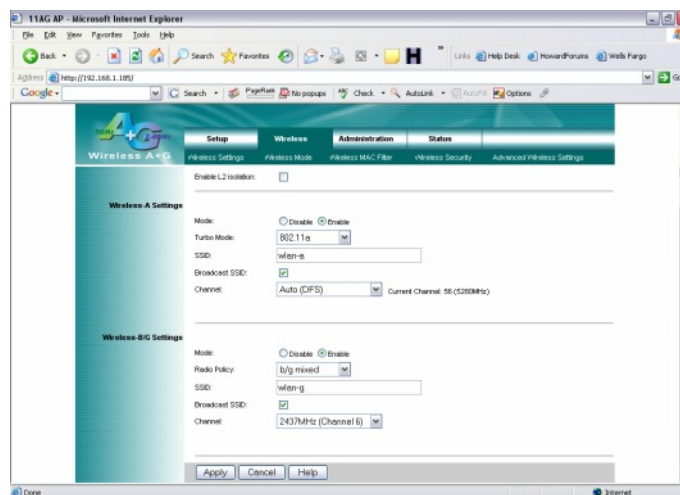 11AG AP - Microsoft Internet Explorer
File Edit View Favorites Tools Help
Back Search Favorites Links Help Desk HowardForums Wells Fargo
Address http://192.168.1.185/ Go
Google Search PageRank No popups Check AutoLink AutoFill Options
A+G
Setup Wireless Administration Status
Wireless A+G Wireless Settings Wireless Mode Wireless MAC Filter Wireless Security Advanced Wireless Settings
Enable L2 isolation:
Wireless-A Settings
Mode: Disable Enable
Turbo Mode: 802.11a
SSID: wlan-a
Broadcast SSID:
Channel: Auto (DFS) Current Channel: 56 (5280MHz)
Wireless-B/G Settings
Mode: Disable Enable
Radio Policy: b/g mixed
SSID: wlan-g
Broadcast SSID:
Channel: 2437MHz (Channel 6)
Apply Cancel Help
Done Internet